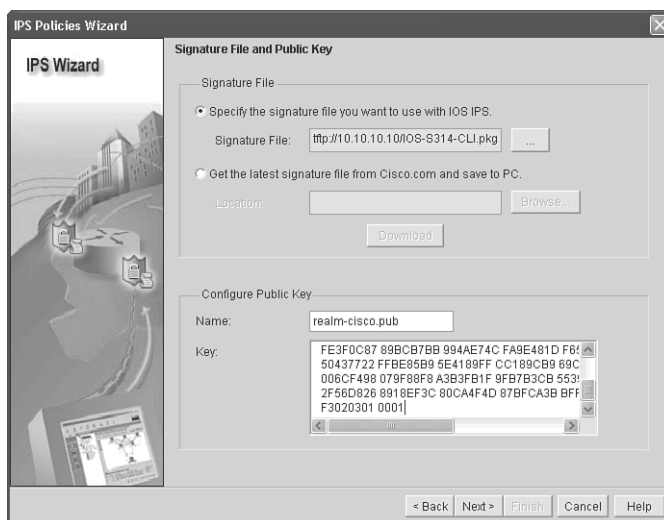 IPS Policies Wizard
IPS Wizard
Signature File and Public Key
Signature File
Specify the signature file you want to use with IOS IPS.
Signature File: tftp://10.10.10.10/IOS-S314-CLI.pkg ...
Get the latest signature file from Cisco.com and save to PC.
Location: Browse...
Download
Configure Public Key
Name: realm-cisco.pub
Key:
FE3F0C87 89BCB7BB 994AE74C FA9E481D F65
50437722 FFBE85B9 5E4189FF CC189CB9 69C
006CF498 079F88F8 A3B3FB1F 9FB7B3CB 5539
2F56D826 8918EF3C 80CA4F4D 87BFCA3B BFF
F3020301 0001
< Back Next > Finish Cancel Help